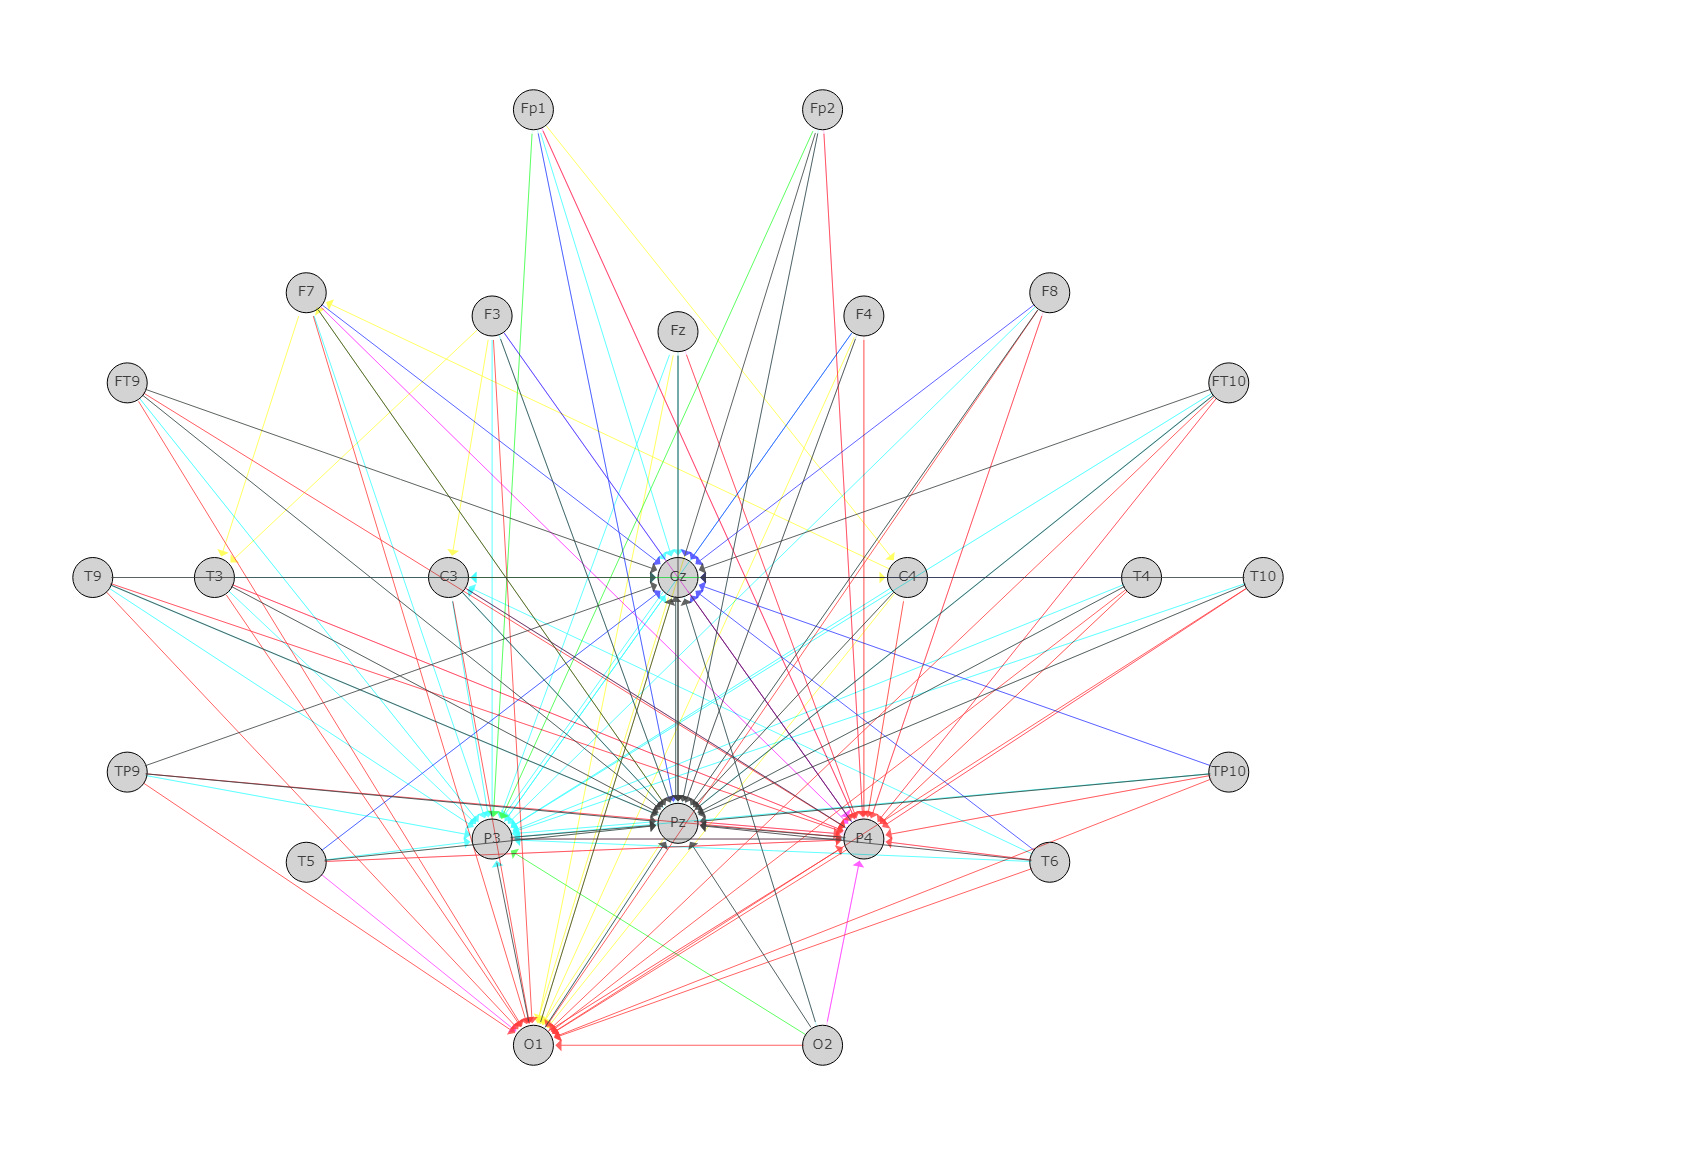 Fp1 Fp2
F7 F3 Fz F4 F8
FT9 FT10
T9 T3 C3 Cz C4 T4 T10
TP9 TP10
T5 P3 Pz P4 T6
O1 O2